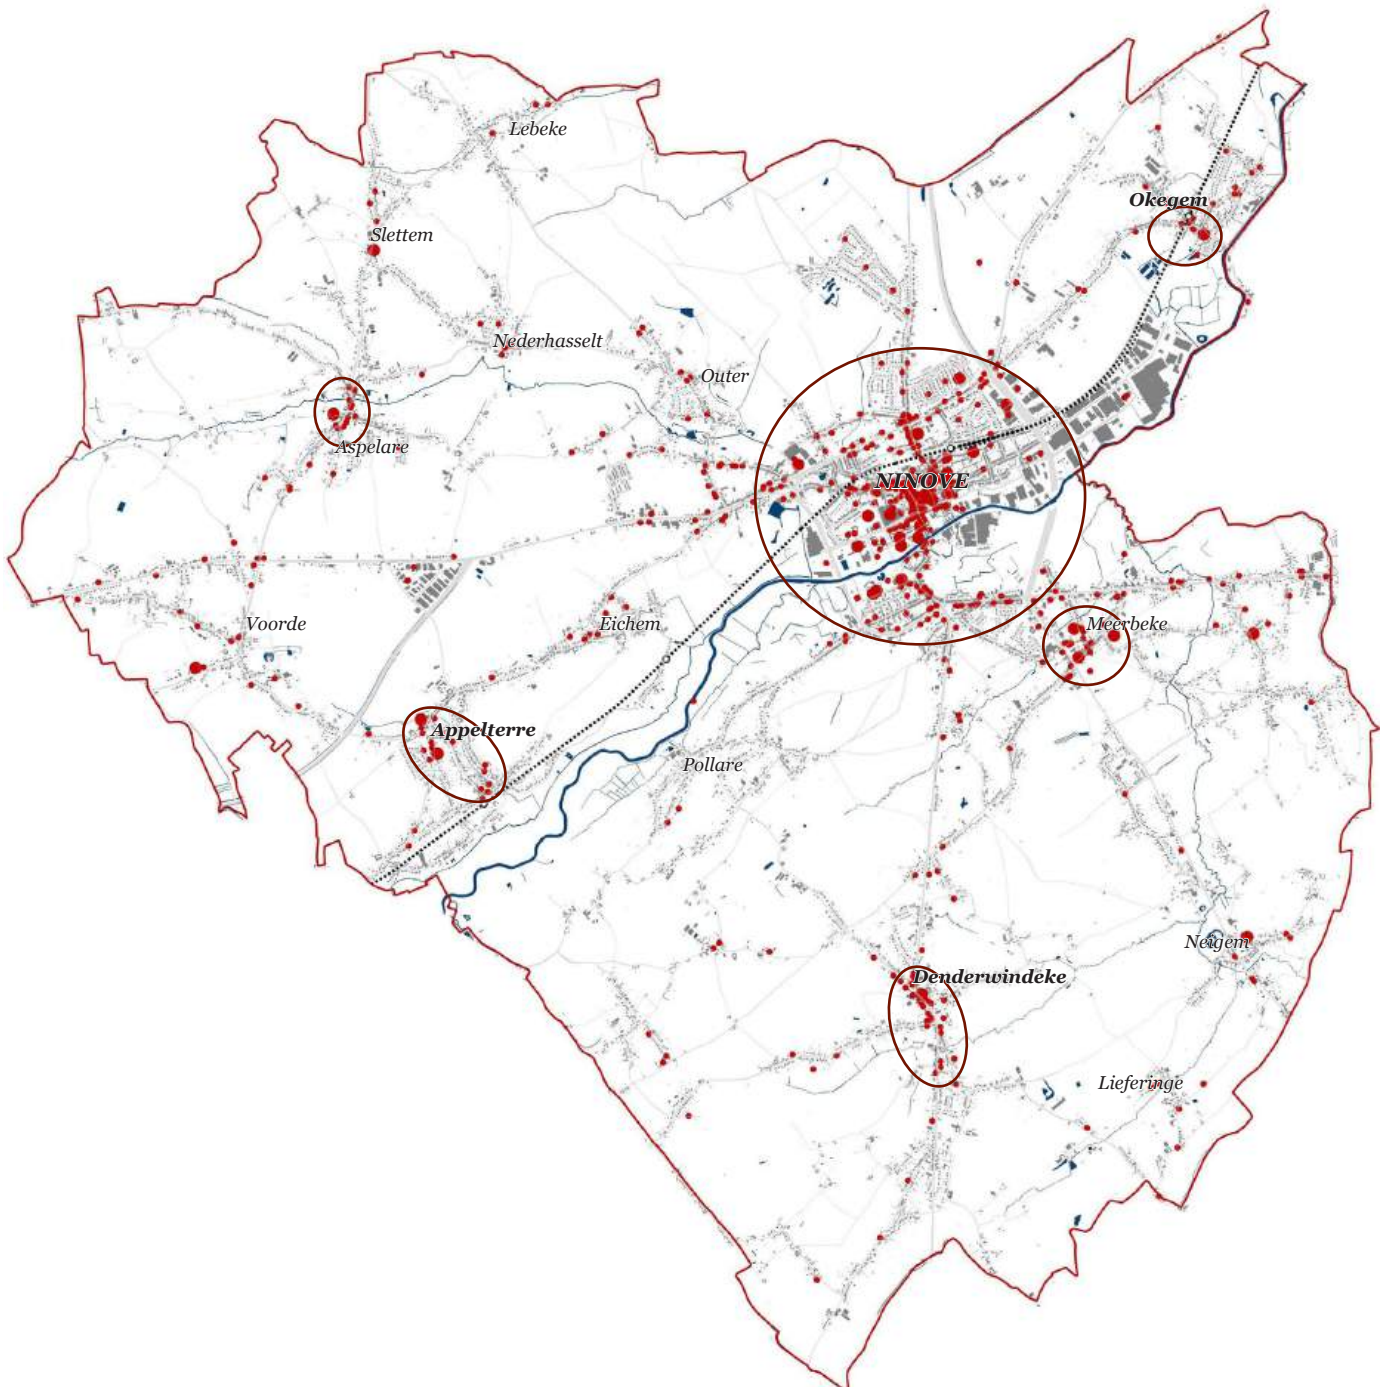 Lebeke
Okegem
Slettem
Nederhasselt
Outer
Aspelare
NINOVE
Voorde
Eichem
Meerbeke
Appelterre
Pollare
Neigem
Denderwindeke
Lieferinge